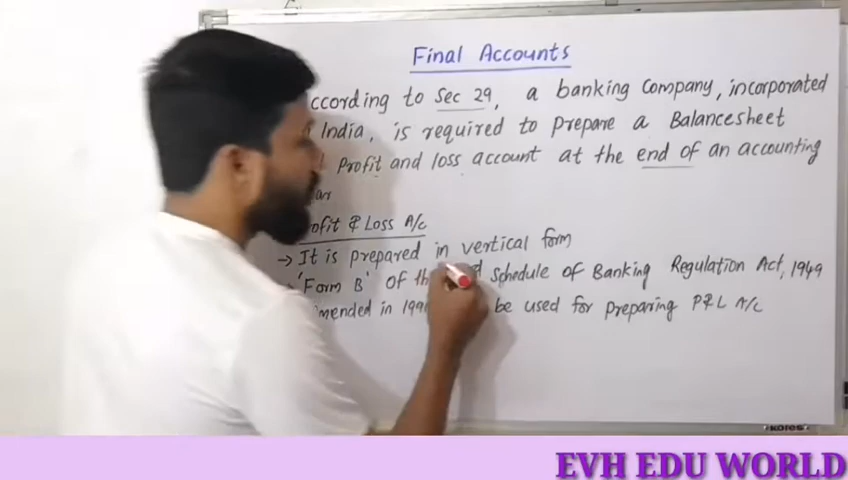 Final Accounts
ccording to Sec 29, a banking Company, incorporated
India, is required to prepare a Balancesheet
Profit and loss account at the end of an accounting
ar
ofit & Loss A/c
→ It is prepared in vertical form
'Form B' of th Schedule of Banking Regulation Act, 1949
mended in 199 be used for preparing P&L A/c
kores
EVH EDU WORLD